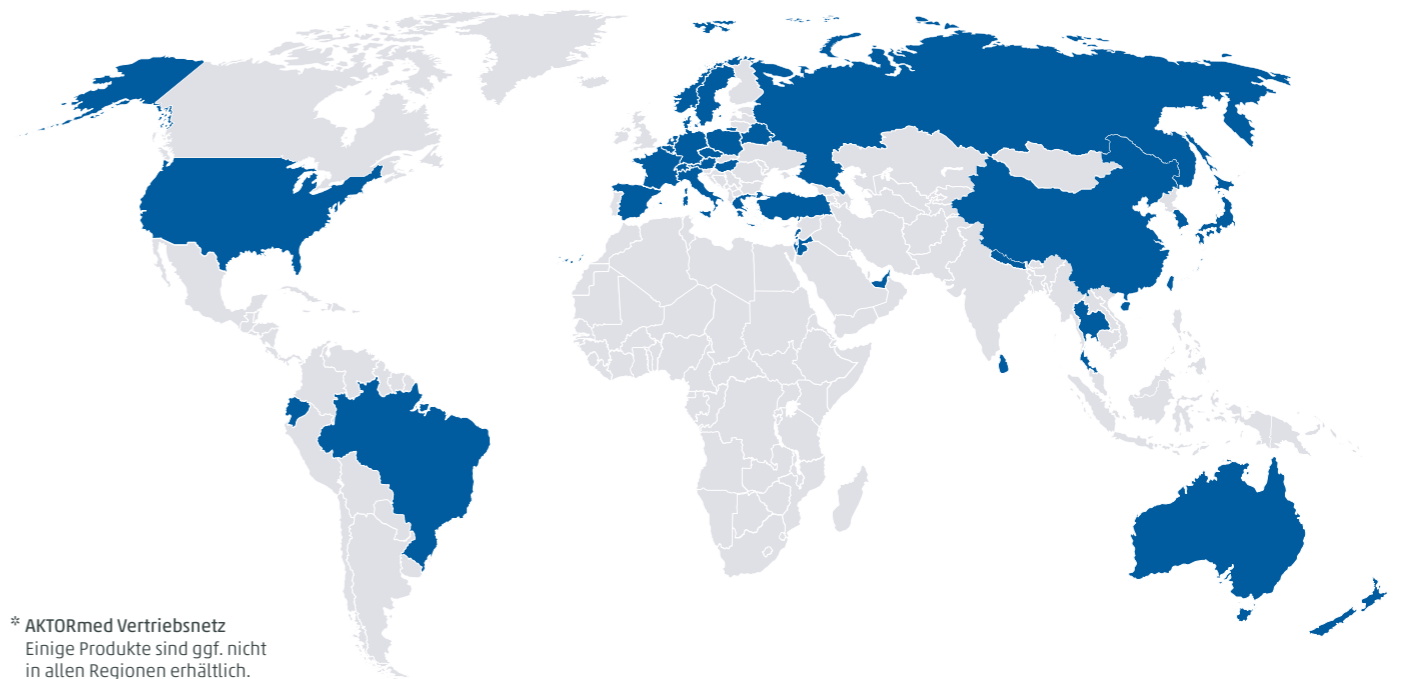 * AKTORmed Vertriebsnetz
Einige Produkte sind ggf. nicht
in allen Regionen erhältlich.